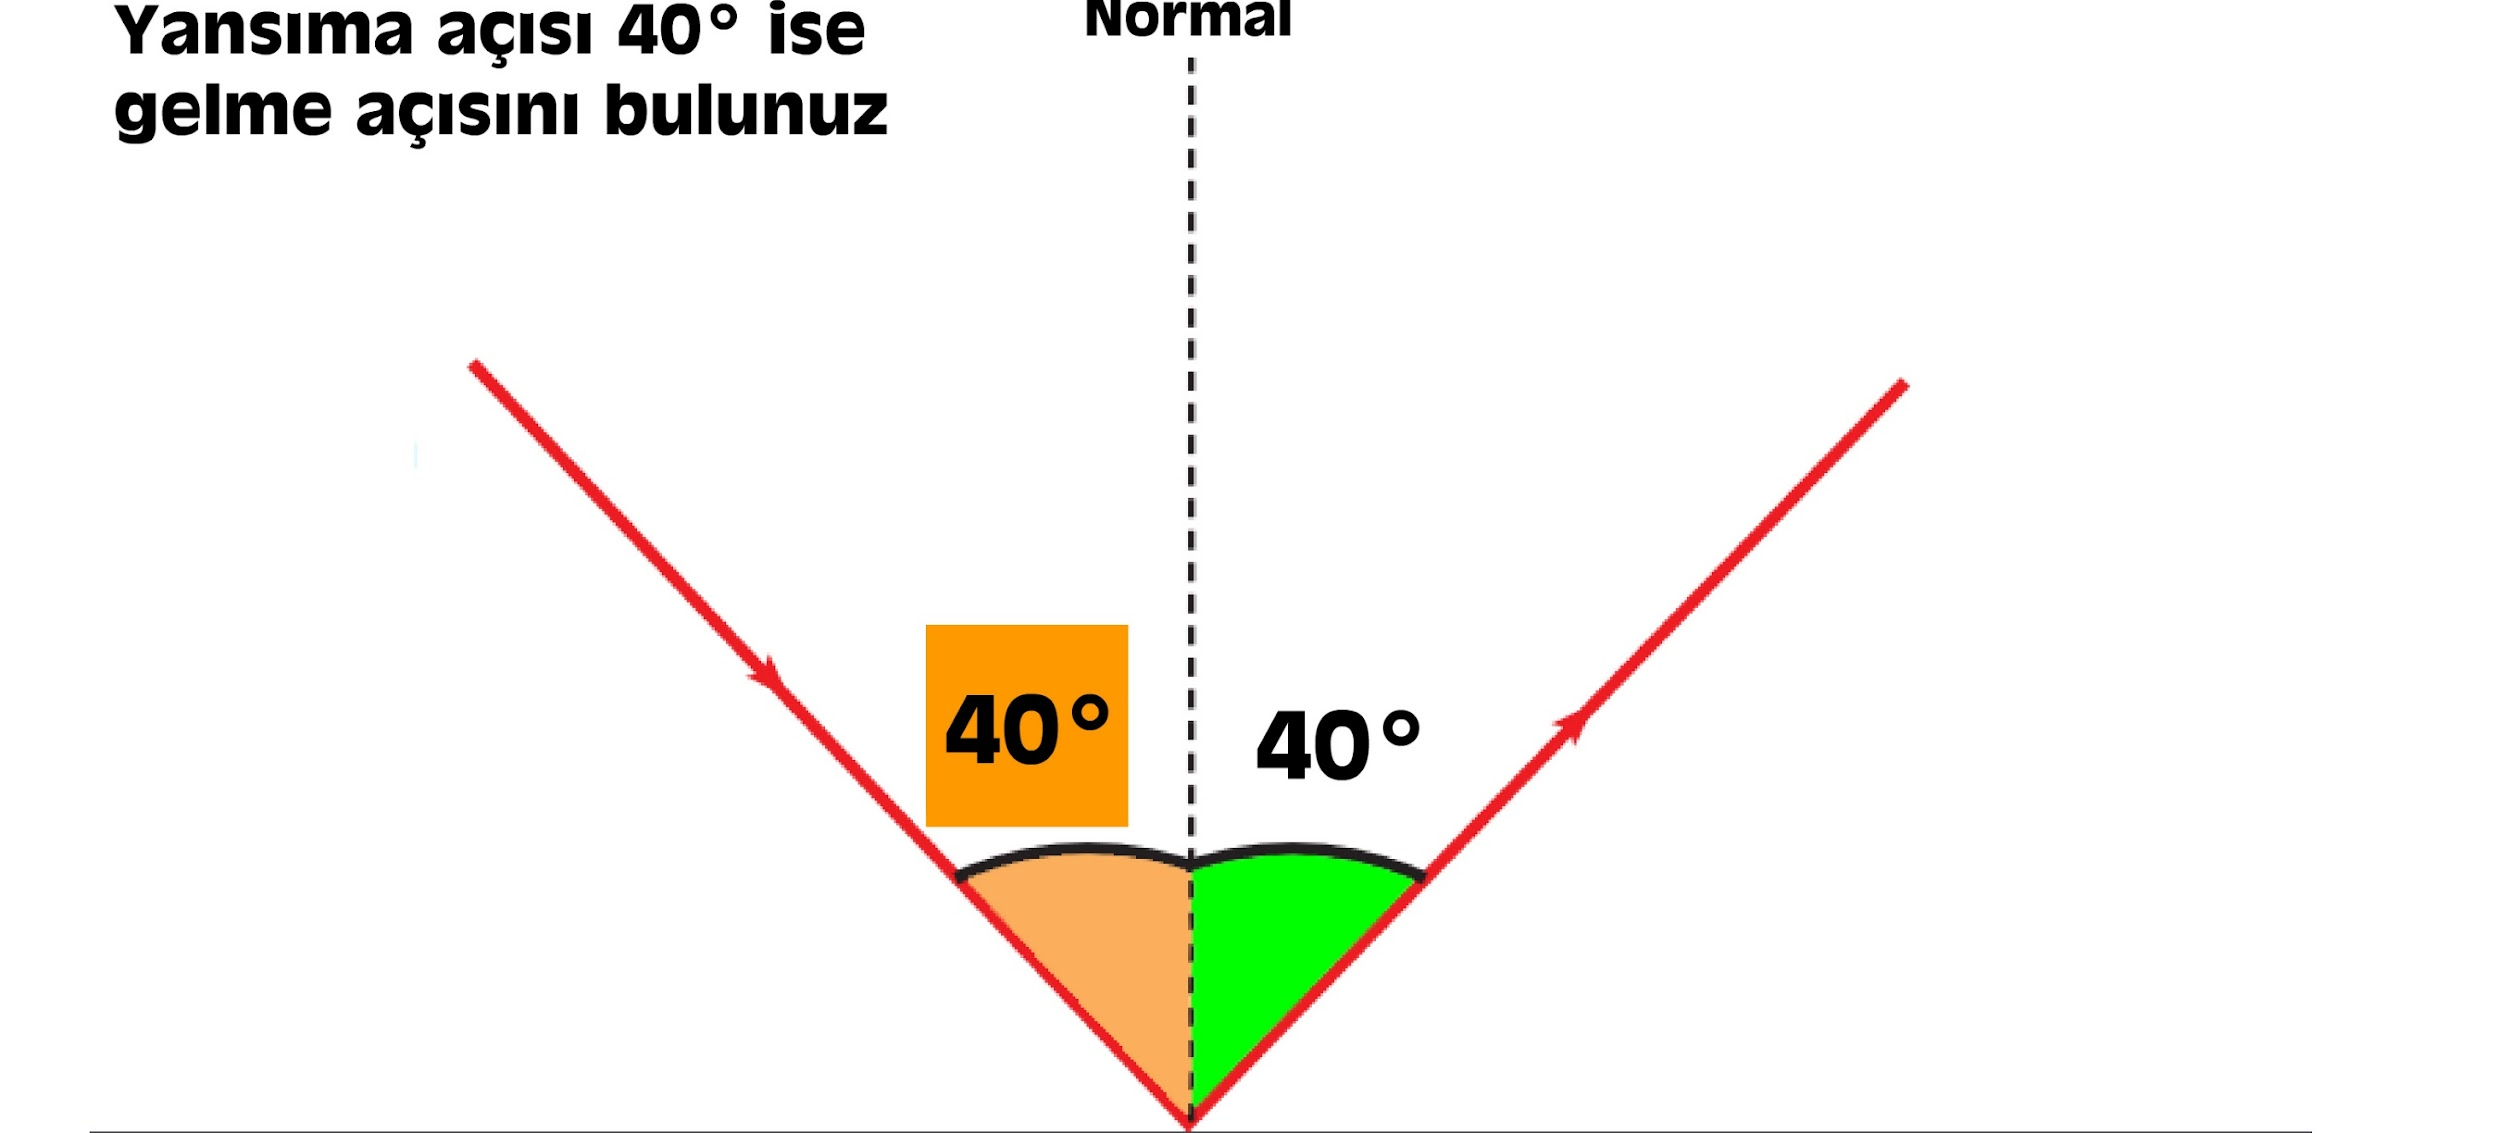 Yansıma açısı 40° ise
gelme açısını bulunuz
Normal
40°
40°